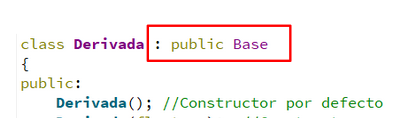 class Derivada : public Base
{
public:
Derivada(); //Constructor por defecto